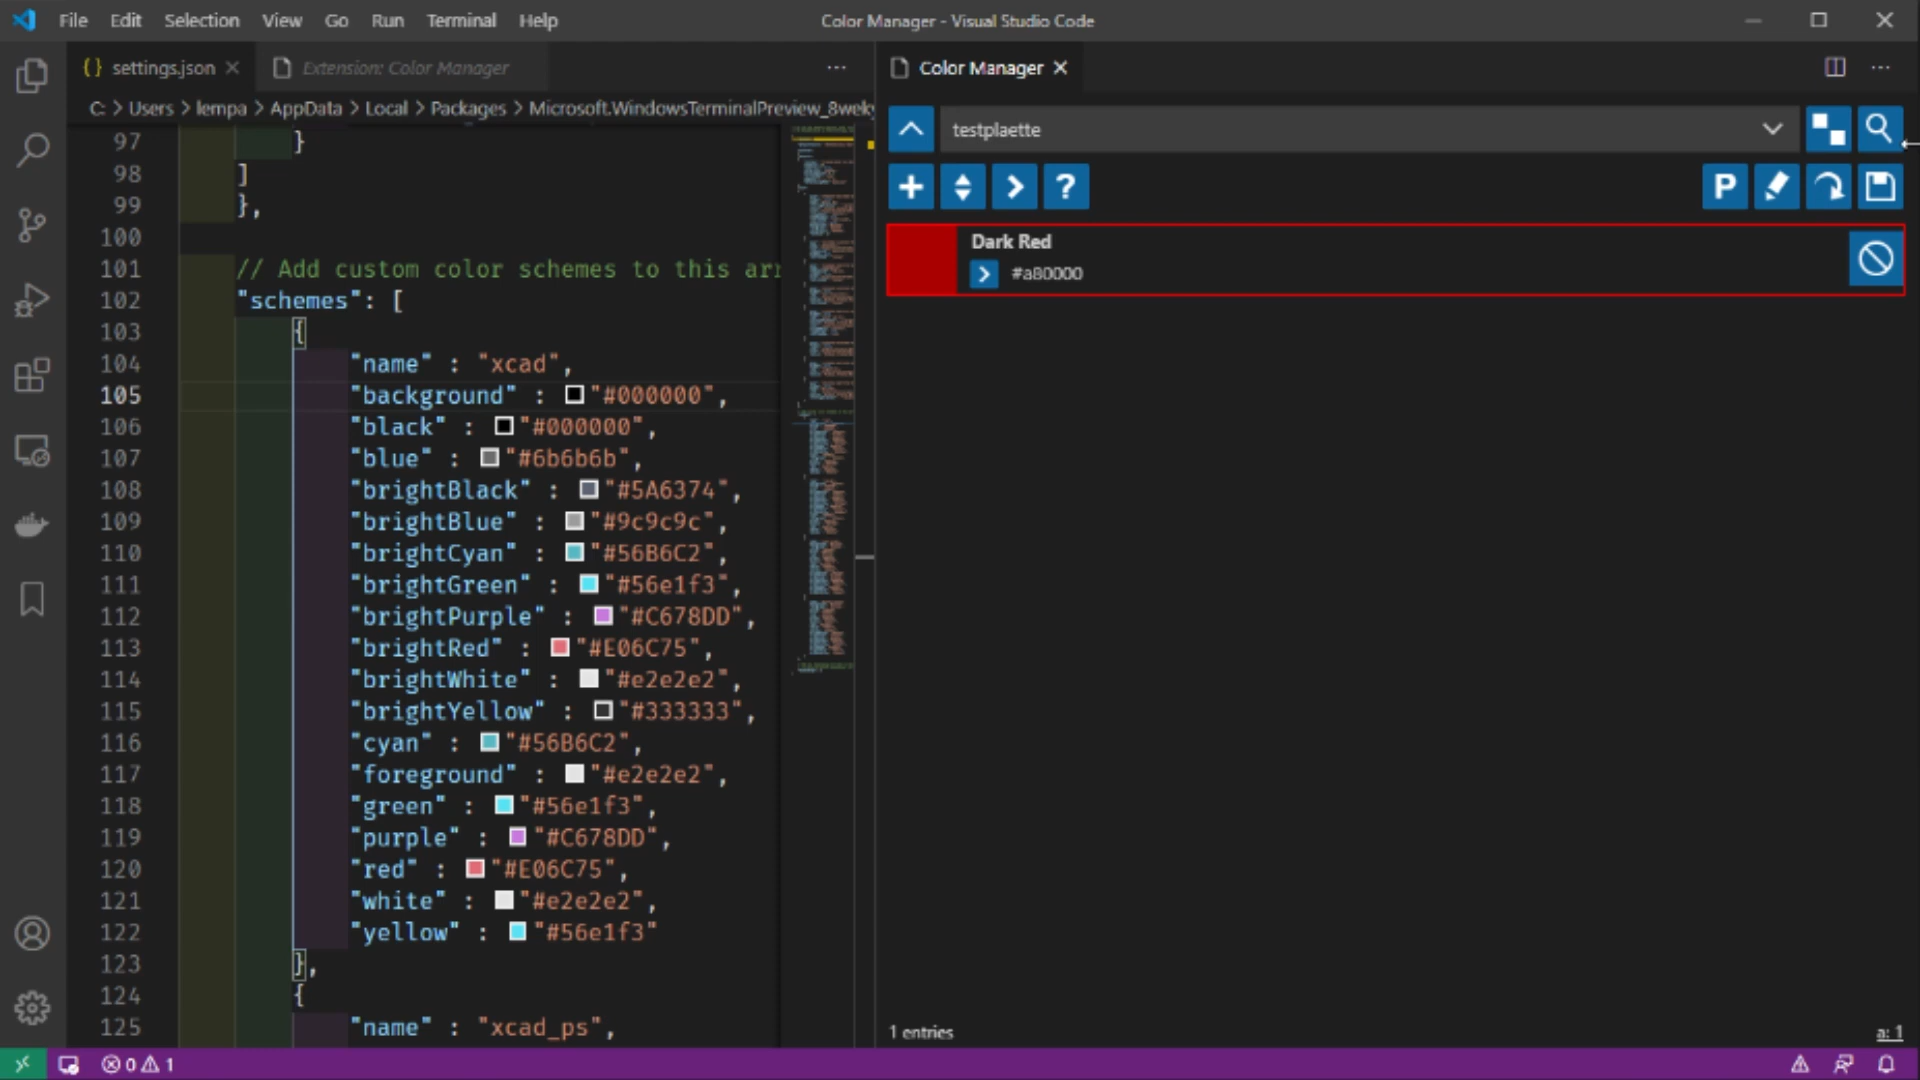 File Edit Selection View Go Run Terminal Help
Color Manager - Visual Studio Code
{} settings.json
Extension: Color Manager
Color Manager
C: > Users > lempa > AppData > Local > Packages > Microsoft.WindowsTerminalPreview_8weky
97 }
98 ]
99 },
100
101 // Add custom color schemes to this arr
102 "schemes": [
103 {
104 "name" : "xcad",
105 "background" : "#000000",
106 "black" : "#000000",
107 "blue" : "#6b6b6b",
108 "brightBlack" : "#5A6374",
109 "brightBlue" : "#9c9c9c",
110 "brightCyan" : "#56B6C2",
111 "brightGreen" : "#56e1f3",
112 "brightPurple" : "#C678DD",
113 "brightRed" : "#E06C75",
114 "brightWhite" : "#e2e2e2",
115 "brightYellow" : "#333333",
116 "cyan" : "#56B6C2",
117 "foreground" : "#e2e2e2",
118 "green" : "#56e1f3",
119 "purple" : "#C678DD",
120 "red" : "#E06C75",
121 "white" : "#e2e2e2",
122 "yellow" : "#56e1f3"
123 },
124 {
125 "name" : "xcad_ps",
testplaette
P
Dark Red
#a80000
1 entries
a: 1
0 1